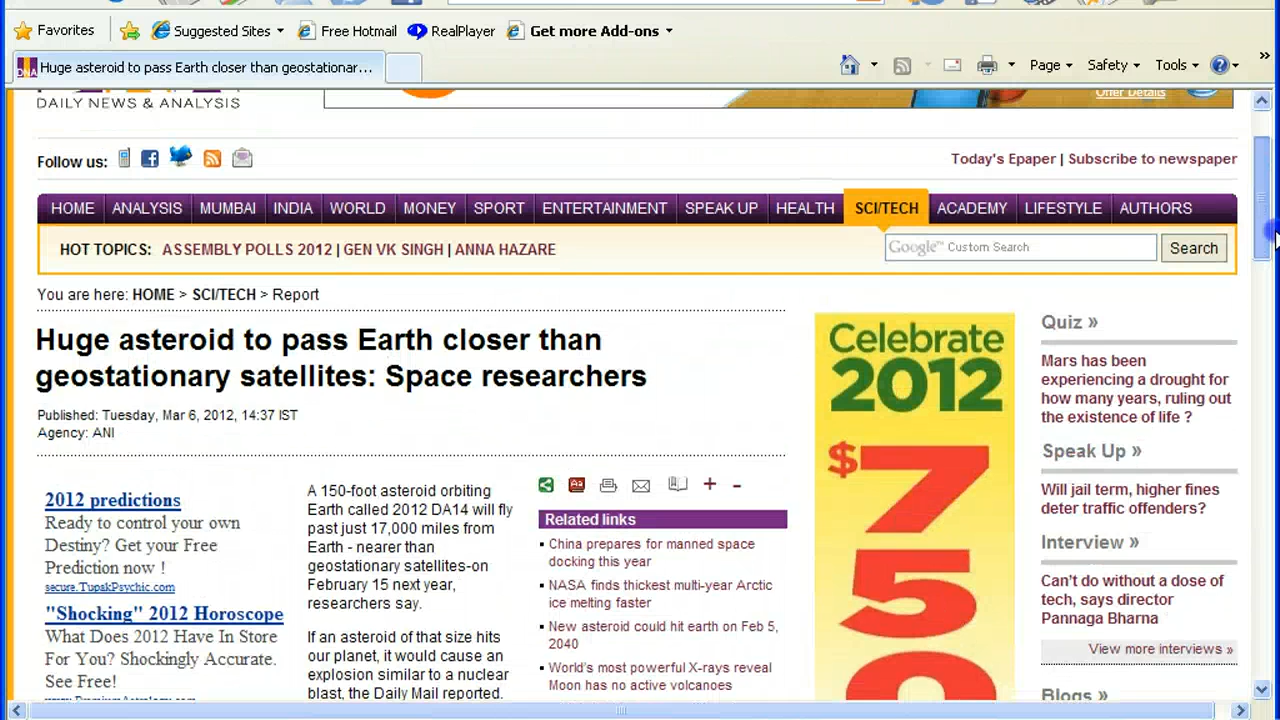 Favorites Suggested Sites Free Hotmail RealPlayer Get more Add-ons
DNA Huge asteroid to pass Earth closer than geostationar...
Page Safety Tools
DAILY NEWS & ANALYSIS
Offer Details
Follow us:
Today's Epaper | Subscribe to newspaper
HOME ANALYSIS MUMBAI INDIA WORLD MONEY SPORT ENTERTAINMENT SPEAK UP HEALTH SCI/TECH ACADEMY LIFESTYLE AUTHORS
HOT TOPICS: ASSEMBLY POLLS 2012 | GEN VK SINGH | ANNA HAZARE
Google™ Custom Search
Search
You are here: HOME > SCI/TECH > Report
Huge asteroid to pass Earth closer than
geostationary satellites: Space researchers
Published: Tuesday, Mar 6, 2012, 14:37 IST
Agency: ANI
2012 predictions
Ready to control your own
Destiny? Get your Free
Prediction now !
secure.TupakPsychic.com
"Shocking" 2012 Horoscope
What Does 2012 Have In Store
For You? Shockingly Accurate.
See Free!
A 150-foot asteroid orbiting
Earth called 2012 DA14 will fly
past just 17,000 miles from
Earth - nearer than
geostationary satellites-on
February 15 next year,
researchers say.
If an asteroid of that size hits
our planet, it would cause an
explosion similar to a nuclear
blast, the Daily Mail reported.
+ -
Related links
China prepares for manned space
docking this year
NASA finds thickest multi-year Arctic
ice melting faster
New asteroid could hit earth on Feb 5,
2040
World's most powerful X-rays reveal
Moon has no active volcanoes
Celebrate
2012
$750
Quiz »
Mars has been
experiencing a drought for
how many years, ruling out
the existence of life ?
Speak Up »
Will jail term, higher fines
deter traffic offenders?
Interview »
Can't do without a dose of
tech, says director
Pannaga Bharna
View more interviews »
Blogs »